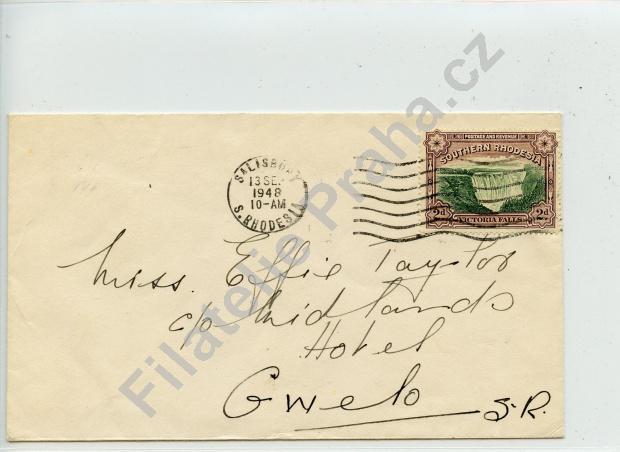 POSTAGE AND REVENUE
SOUTHERN RHODESIA
2d VICTORIA FALLS 2d
SALISBURY
13 SE
1948
10-AM
S. RHODESIA
Miss. Effie Taylor
c/o Midlands
Hotel
Gwelo S.R.
Filatelie Praha.cz